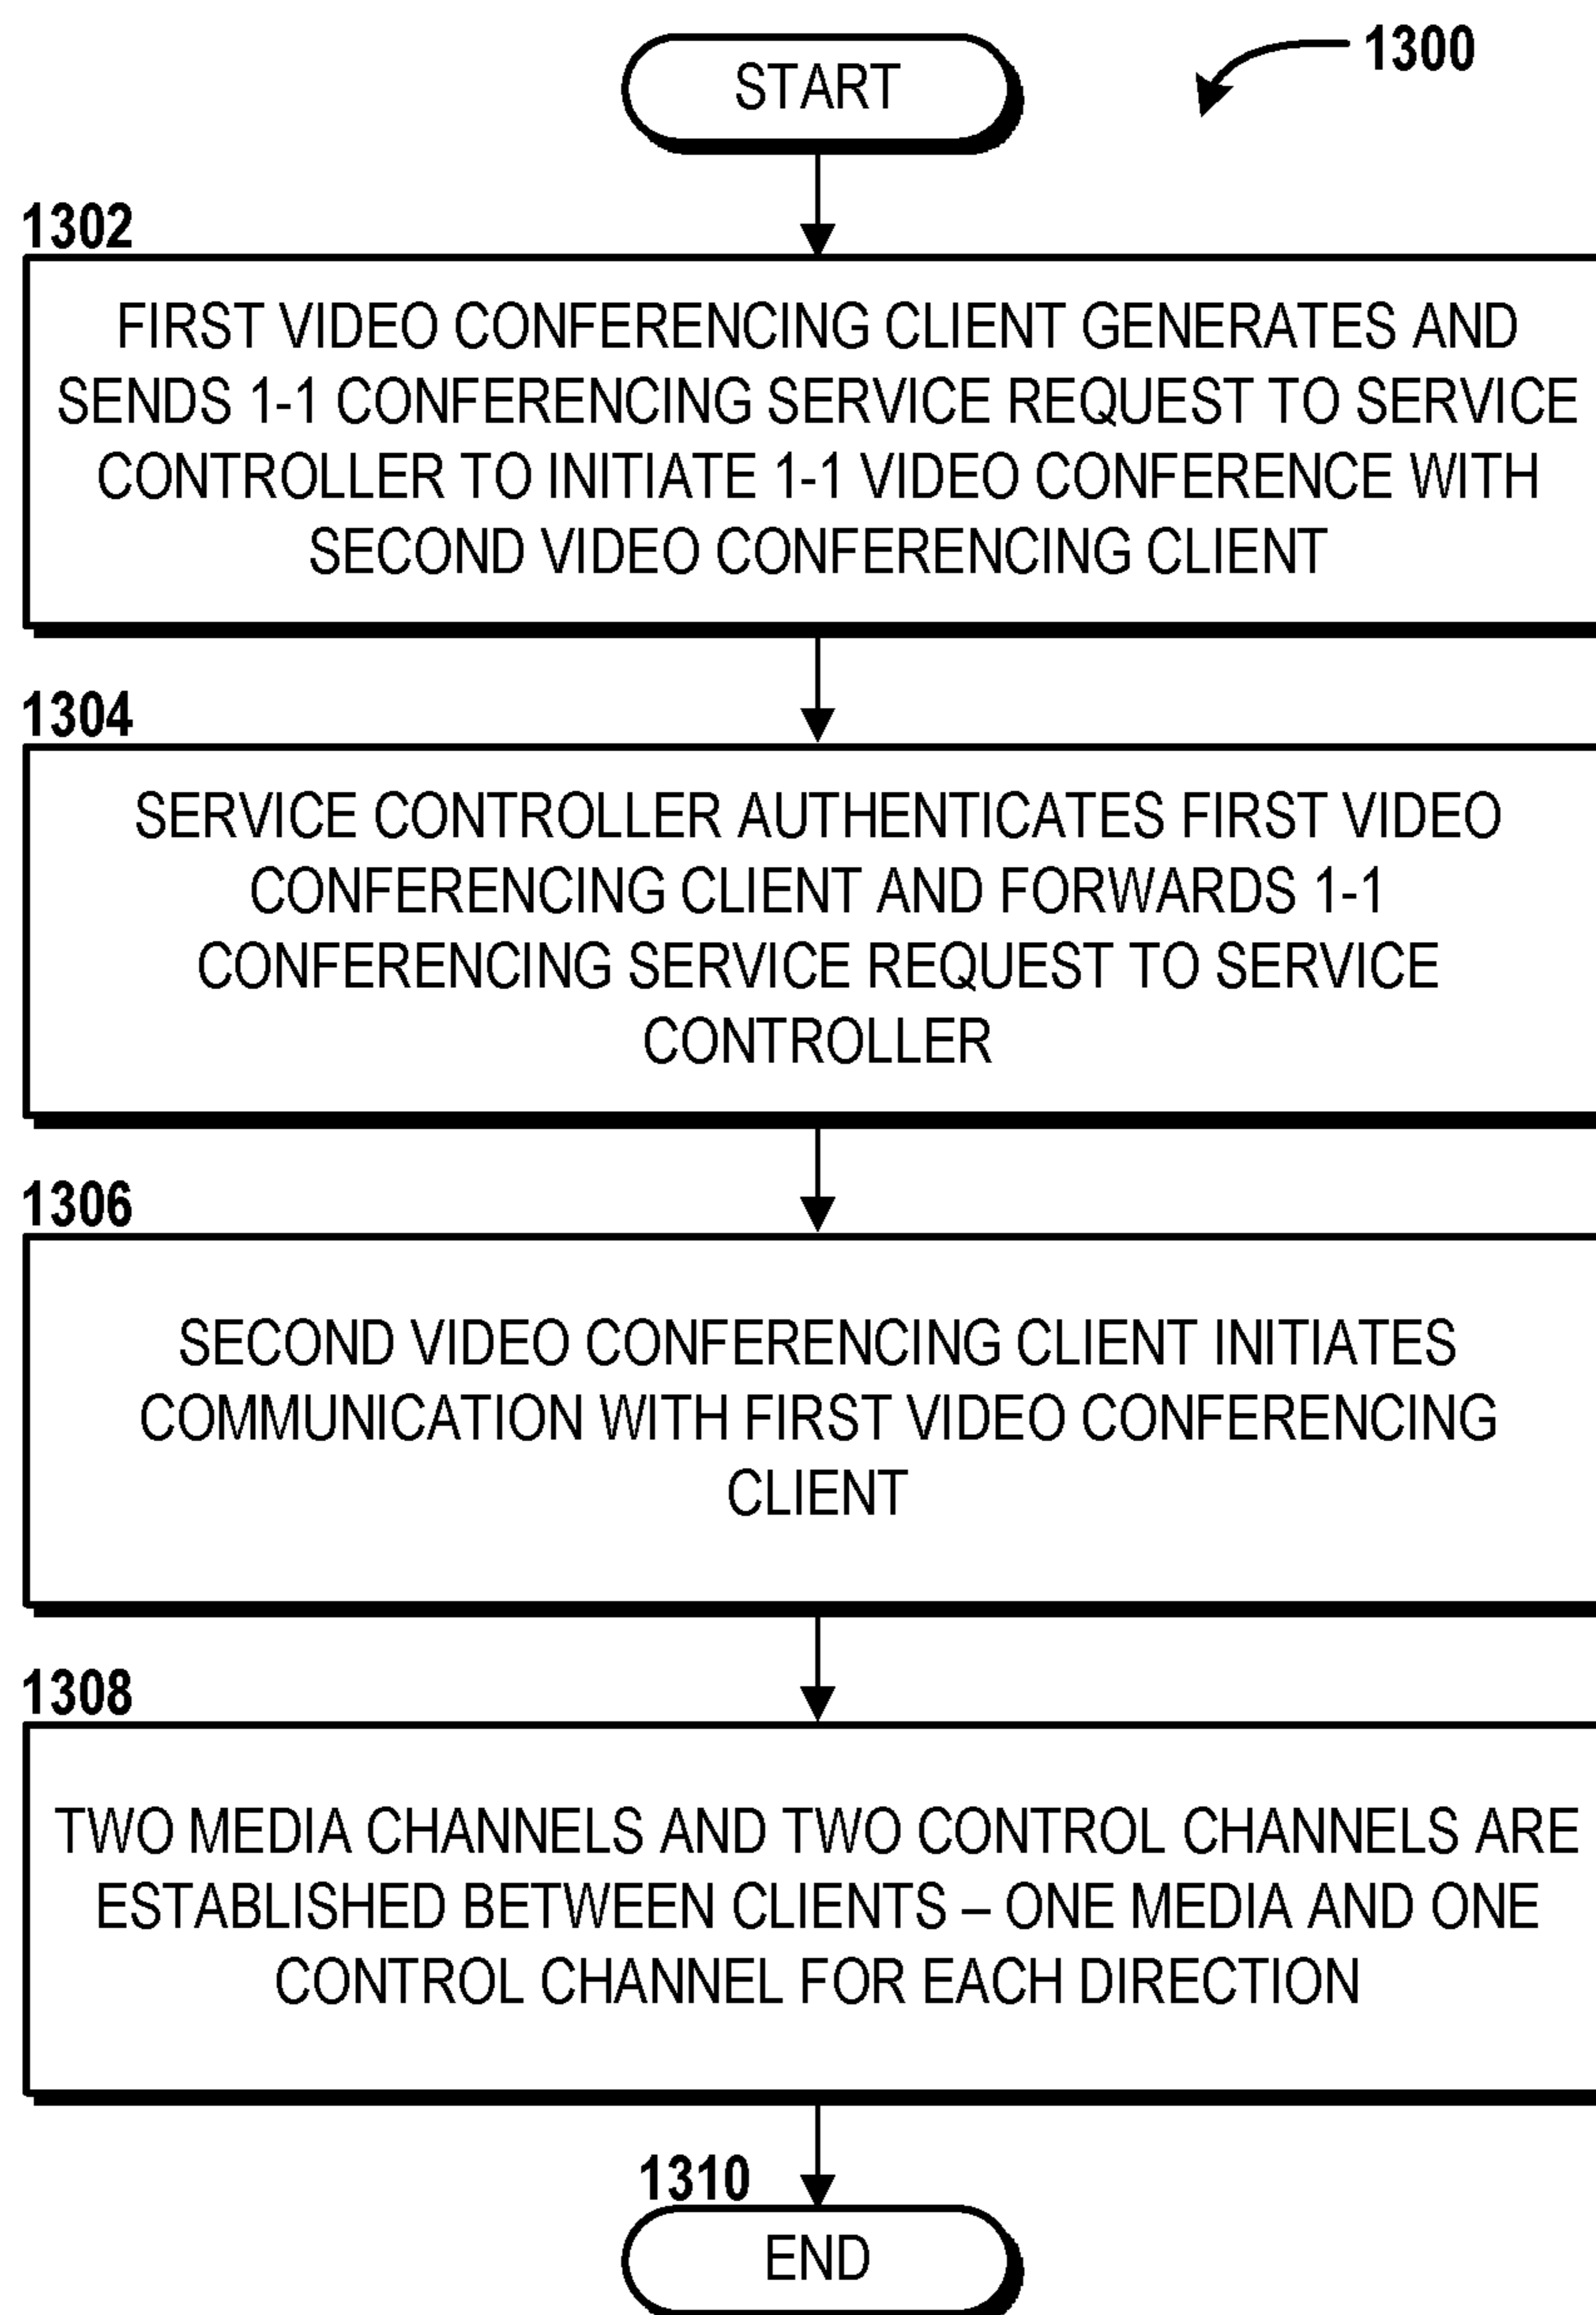 START
1300
1302
FIRST VIDEO CONFERENCING CLIENT GENERATES AND
SENDS 1-1 CONFERENCING SERVICE REQUEST TO SERVICE
CONTROLLER TO INITIATE 1-1 VIDEO CONFERENCE WITH
SECOND VIDEO CONFERENCING CLIENT
1304
SERVICE CONTROLLER AUTHENTICATES FIRST VIDEO
CONFERENCING CLIENT AND FORWARDS 1-1
CONFERENCING SERVICE REQUEST TO SERVICE
CONTROLLER
1306
SECOND VIDEO CONFERENCING CLIENT INITIATES
COMMUNICATION WITH FIRST VIDEO CONFERENCING
CLIENT
1308
TWO MEDIA CHANNELS AND TWO CONTROL CHANNELS ARE
ESTABLISHED BETWEEN CLIENTS – ONE MEDIA AND ONE
CONTROL CHANNEL FOR EACH DIRECTION
1310
END